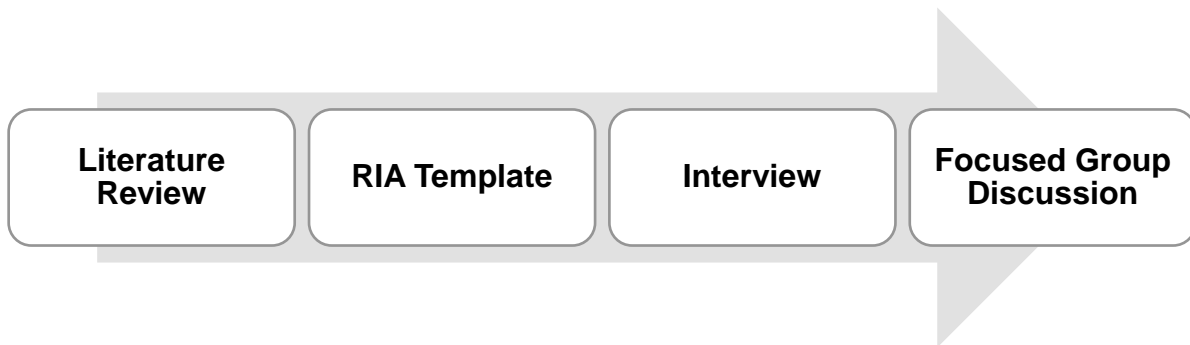 Literature
Review
RIA Template
Interview
Focused Group
Discussion